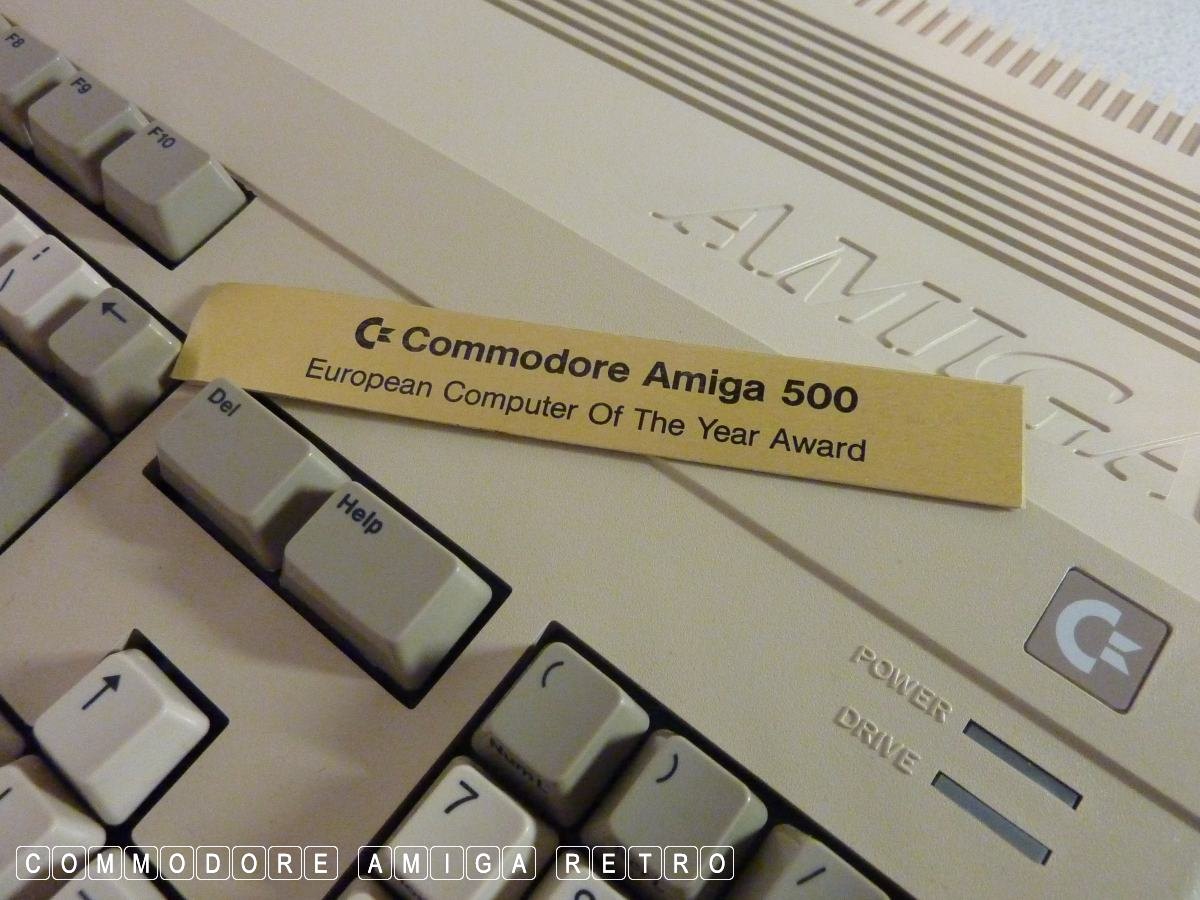 F8
F9
F10
AMIGA
Commodore Amiga 500
European Computer Of The Year Award
Del
Help
POWER
DRIVE
(
)
Num L
7
/
COMMODORE AMIGA RETRO